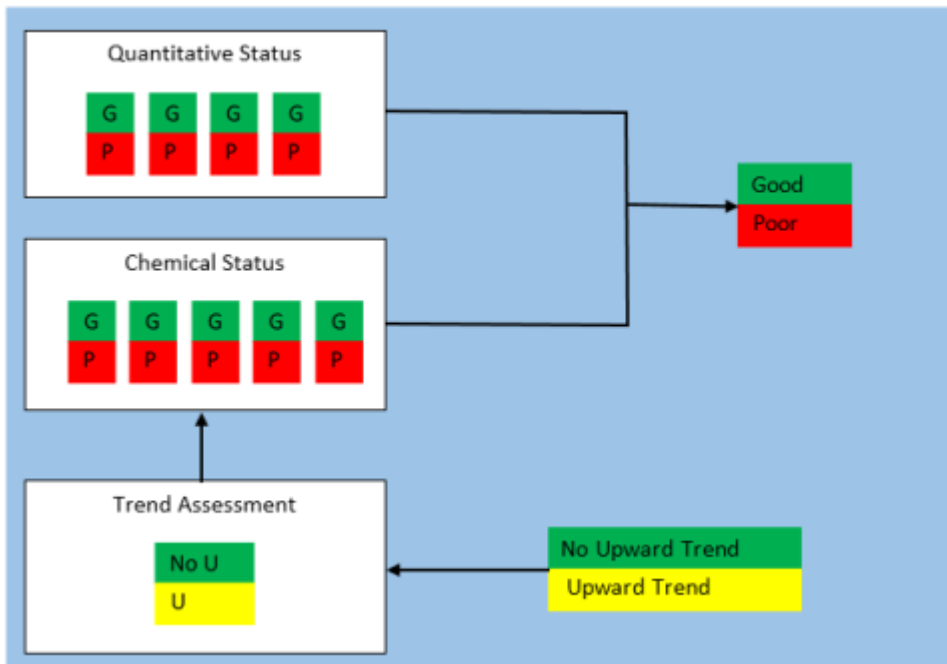 Quantitative Status
G G G G
P P P P
Good
Poor
Chemical Status
G G G G G
P P P P P
Trend Assessment
No U
U
No Upward Trend
Upward Trend